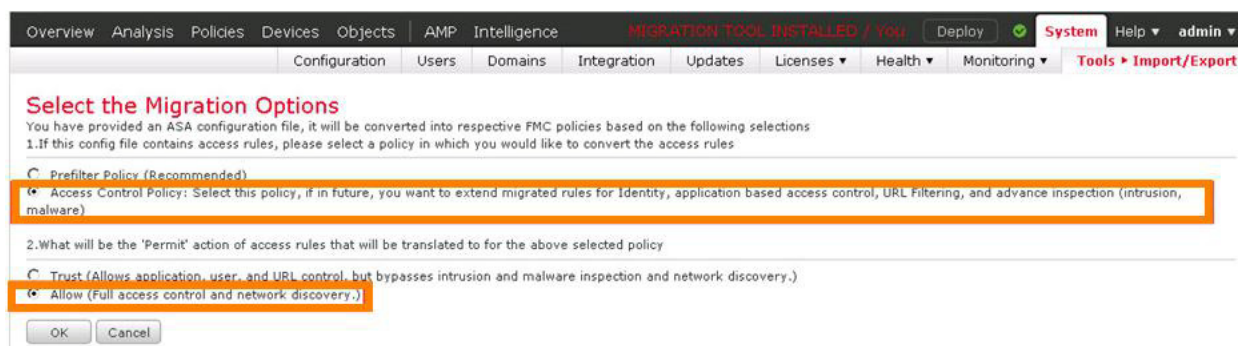 Overview Analysis Policies Devices Objects AMP Intelligence MIGRATION TOOL INSTALLED / You Deploy System Help ▾ admin ▾
Configuration Users Domains Integration Updates Licenses ▾ Health ▾ Monitoring ▾ Tools ▸ Import/Export
Select the Migration Options
You have provided an ASA configuration file, it will be converted into respective FMC policies based on the following selections
1.If this config file contains access rules, please select a policy in which you would like to convert the access rules
Prefilter Policy (Recommended)
Access Control Policy: Select this policy, if in future, you want to extend migrated rules for Identity, application based access control, URL Filtering, and advance inspection (intrusion,
malware)
2.What will be the 'Permit' action of access rules that will be translated to for the above selected policy
Trust (Allows application, user, and URL control, but bypasses intrusion and malware inspection and network discovery.)
Allow (Full access control and network discovery.)
OK Cancel